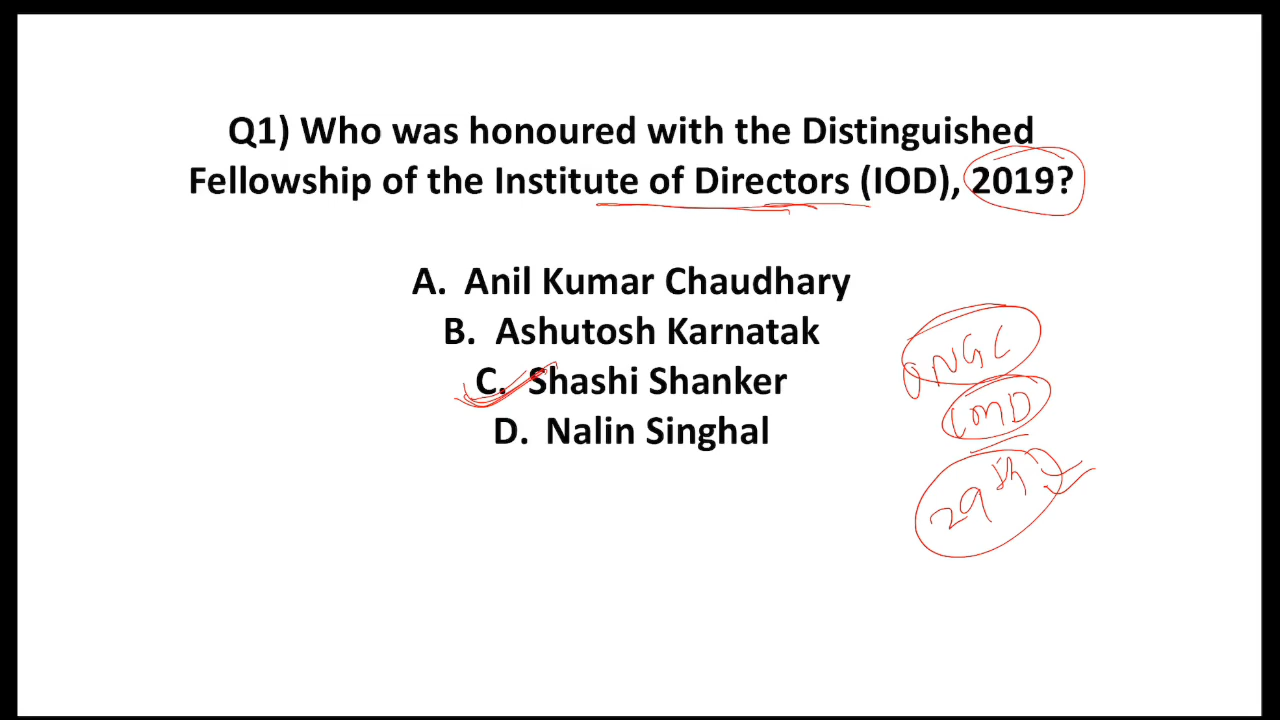 Q1) Who was honoured with the Distinguished
Fellowship of the Institute of Directors (IOD), 2019?
A. Anil Kumar Chaudhary
B. Ashutosh Karnatak
C. Shashi Shanker
D. Nalin Singhal
ONGC
CMD
29th